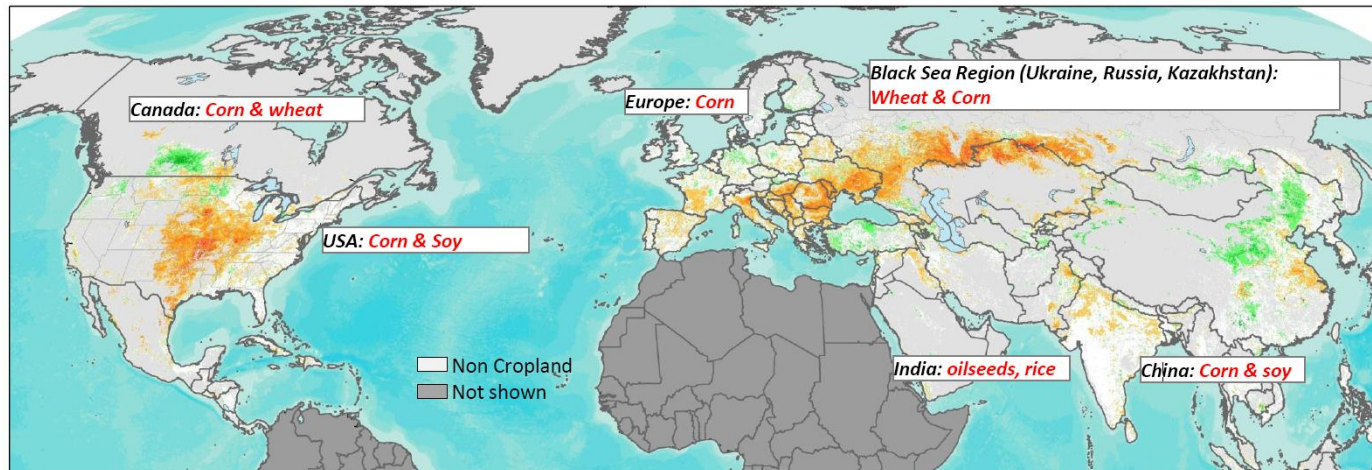 Black Sea Region (Ukraine, Russia, Kazakhstan):
Wheat & Corn
Canada: Corn & wheat
Europe: Corn
USA: Corn & Soy
Non Cropland
Not shown
India: oilseeds, rice
China: Corn & soy